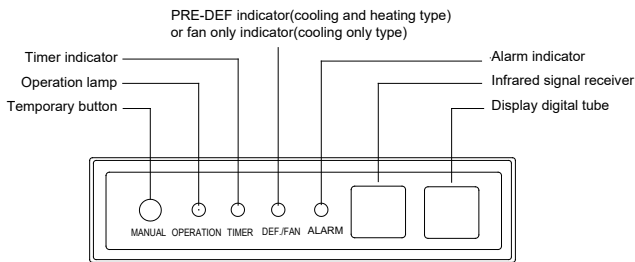 PRE-DEF indicator(cooling and heating type)
or fan only indicator(cooling only type)
Timer indicator
Operation lamp
Temporary button
Alarm indicator
Infrared signal receiver
Display digital tube
MANUAL OPERATION TIMER DEF./FAN ALARM